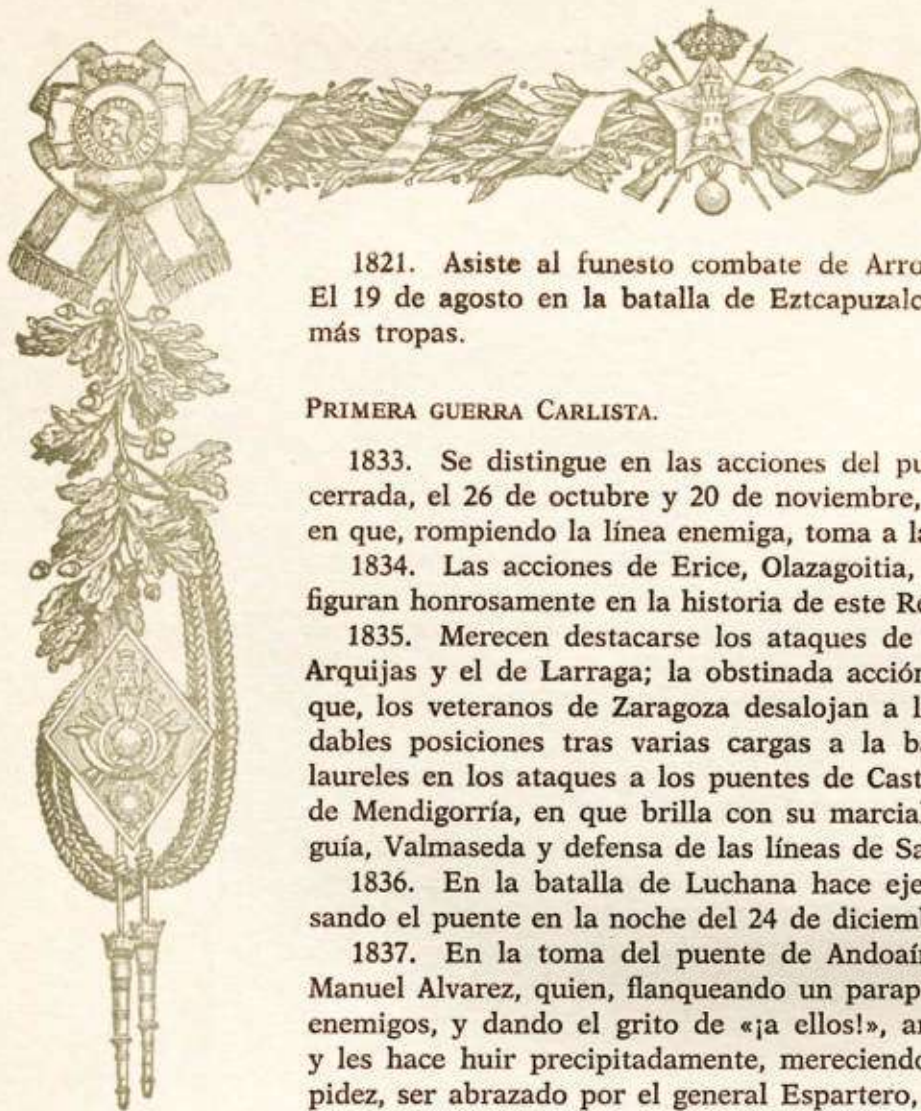 1821. Asiste al funesto combate de Arro
El 19 de agosto en la batalla de Eztcapuzalc
más tropas.
PRIMERA GUERRA CARLISTA.
1833. Se distingue en las acciones del pu
cerrada, el 26 de octubre y 20 de noviembre,
en que, rompiendo la línea enemiga, toma a la
1834. Las acciones de Erice, Olazagoitia,
figuran honrosamente en la historia de este Re
1835. Merecen destacarse los ataques de
Arquijas y el de Larraga; la obstinada acción
que, los veteranos de Zaragoza desalojan a l
dables posiciones tras varias cargas a la ba
laureles en los ataques a los puentes de Cast
de Mendigorría, en que brilla con su marcia
guía, Valmaseda y defensa de las líneas de Sa
1836. En la batalla de Luchana hace eje
sando el puente en la noche del 24 de diciem
1837. En la toma del puente de Andoaín
Manuel Alvarez, quien, flanqueando un parap
enemigos, y dando el grito de «¡a ellos!», a
y les hace huir precipitadamente, mereciendo
pidez, ser abrazado por el general Espartero,